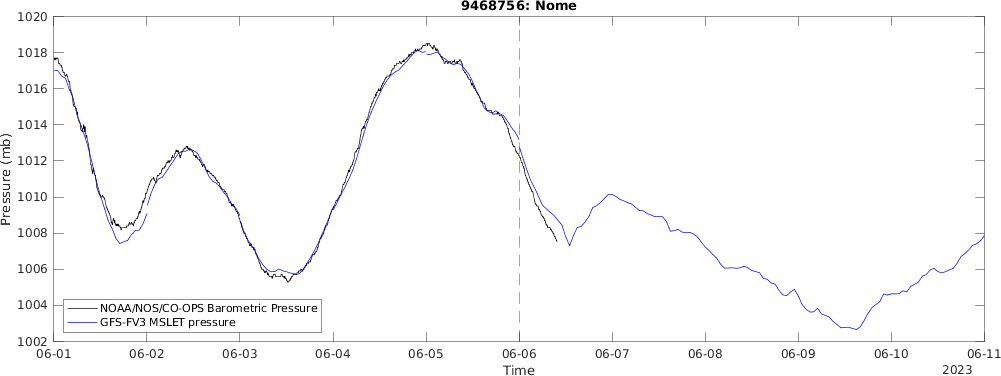 9468756: Nome
1020
1018
1016
1014
1012
1010
1008
1006
1004
1002
Pressure (mb)
NOAA/NOS/CO-OPS Barometric Pressure
GFS-FV3 MSLET pressure
06-01 06-02 06-03 06-04 06-05 06-06 06-07 06-08 06-09 06-10 06-11
Time
2023